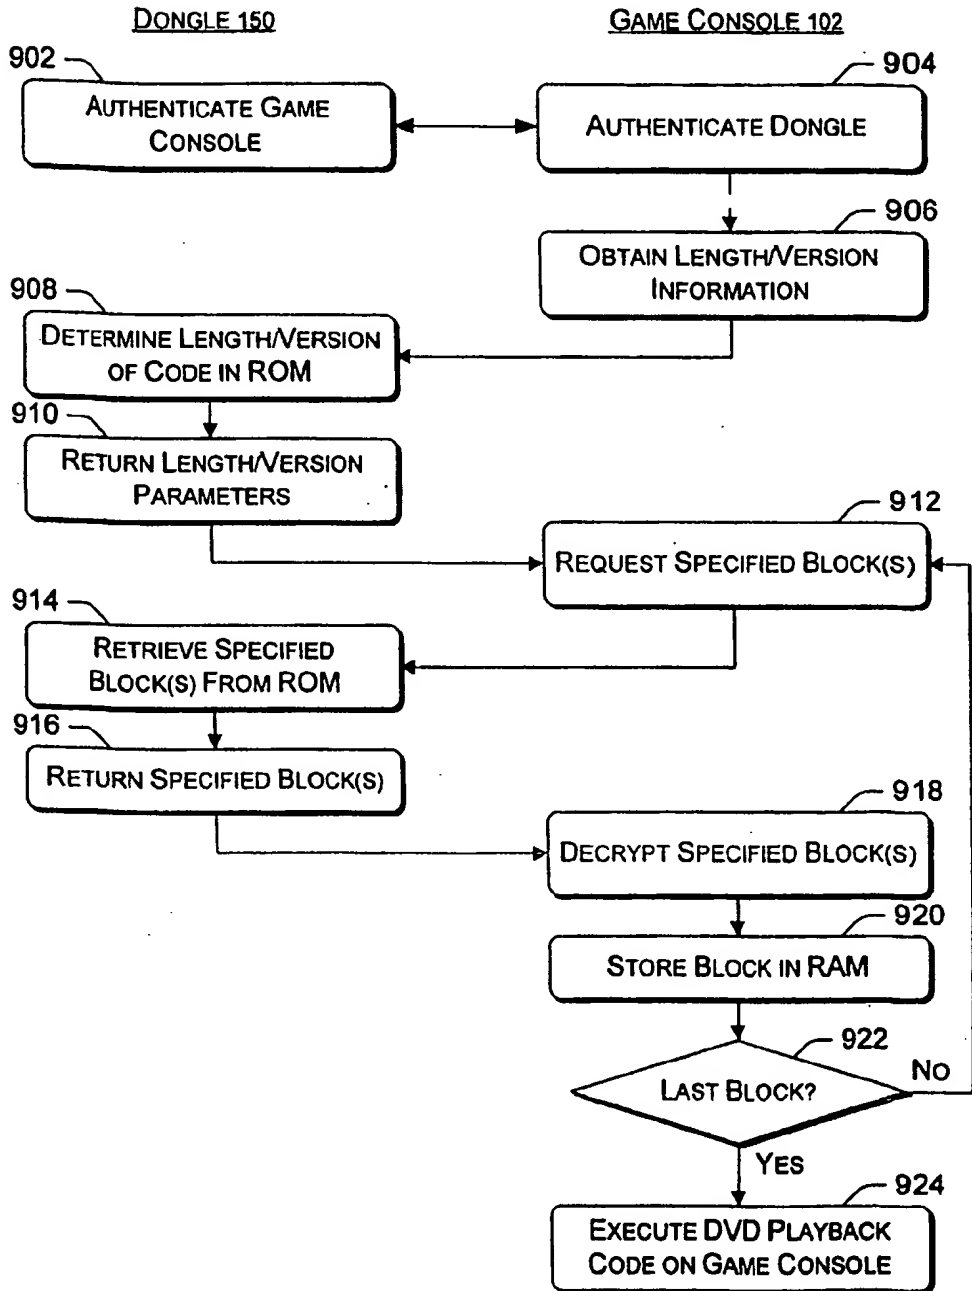 DONGLE 150
GAME CONSOLE 102
902
904
AUTHENTICATE GAME
CONSOLE
AUTHENTICATE DONGLE
906
OBTAIN LENGTH/VERSION
INFORMATION
908
DETERMINE LENGTH/VERSION
OF CODE IN ROM
910
RETURN LENGTH/VERSION
PARAMETERS
912
REQUEST SPECIFIED BLOCK(S)
914
RETRIEVE SPECIFIED
BLOCK(S) FROM ROM
916
RETURN SPECIFIED BLOCK(S)
918
DECRYPT SPECIFIED BLOCK(S)
920
STORE BLOCK IN RAM
922
LAST BLOCK?
NO
YES
924
EXECUTE DVD PLAYBACK
CODE ON GAME CONSOLE